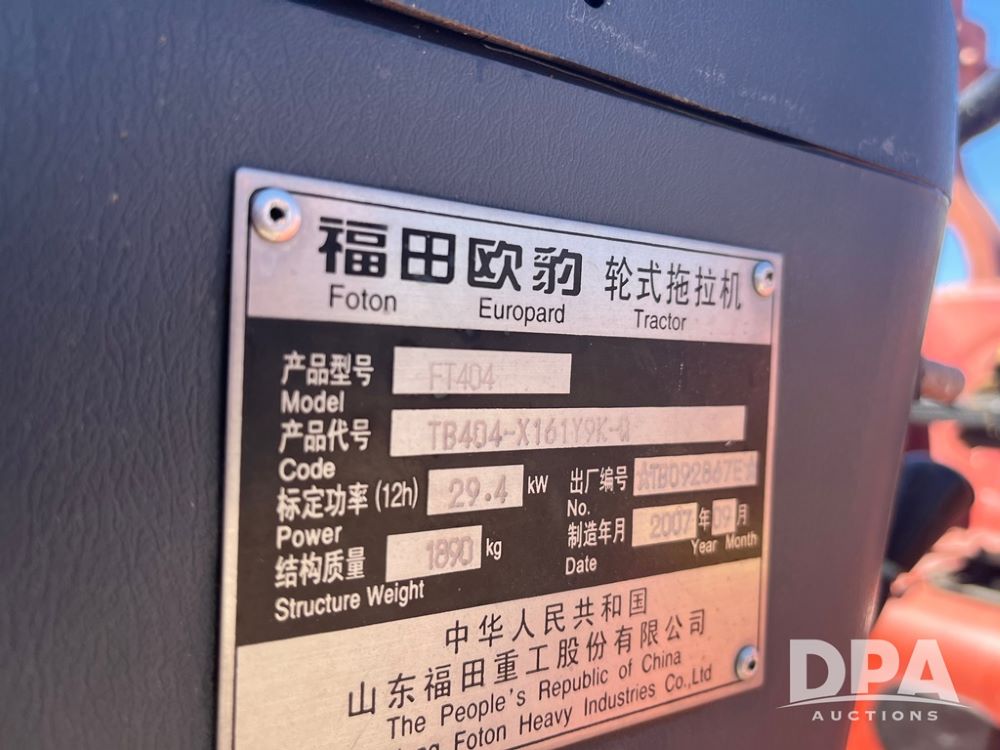 福田欧豹 轮式拖拉机
Foton Europard Tractor
产品型号 FT404
Model
产品代号 TB404-X161Y9K-Q
Code
标定功率 (12h) 29.4 kW 出厂编号 ☆TB092867E☆
Power No.
结构质量 1890 kg 制造年月 2007 年 09 月
Structure Weight Date Year Month
中华人民共和国
山东福田重工股份有限公司
The People's Republic of China
Foton Heavy Industries Co.,Ltd
DPA
AUCTIONS